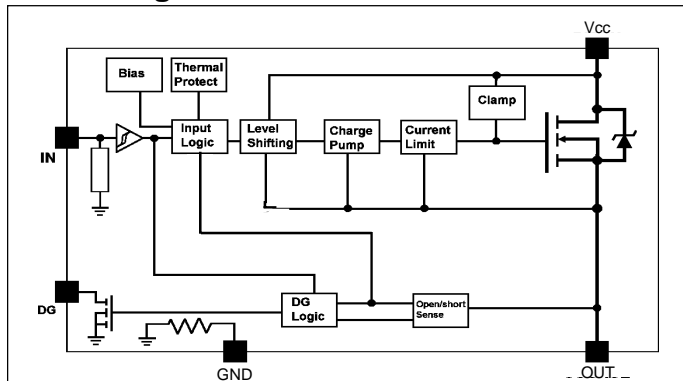 Vcc
Bias
Thermal
Protect
Clamp
IN
Input
Logic
Level
Shifting
Charge
Pump
Current
Limit
DG
DG
Logic
Open/short
Sense
GND
OUT